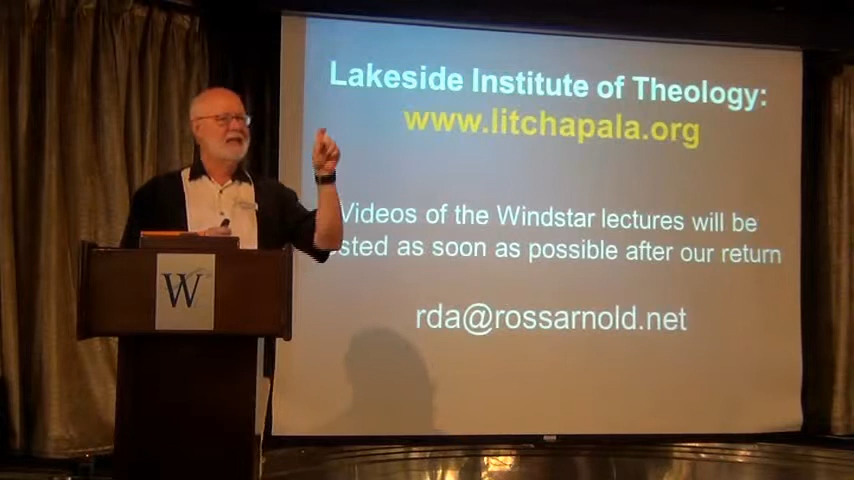 Lakeside Institute of Theology:
www.litchapala.org
Videos of the Windstar lectures will be
as soon as possible after our return
rda@rossarnold.net
W